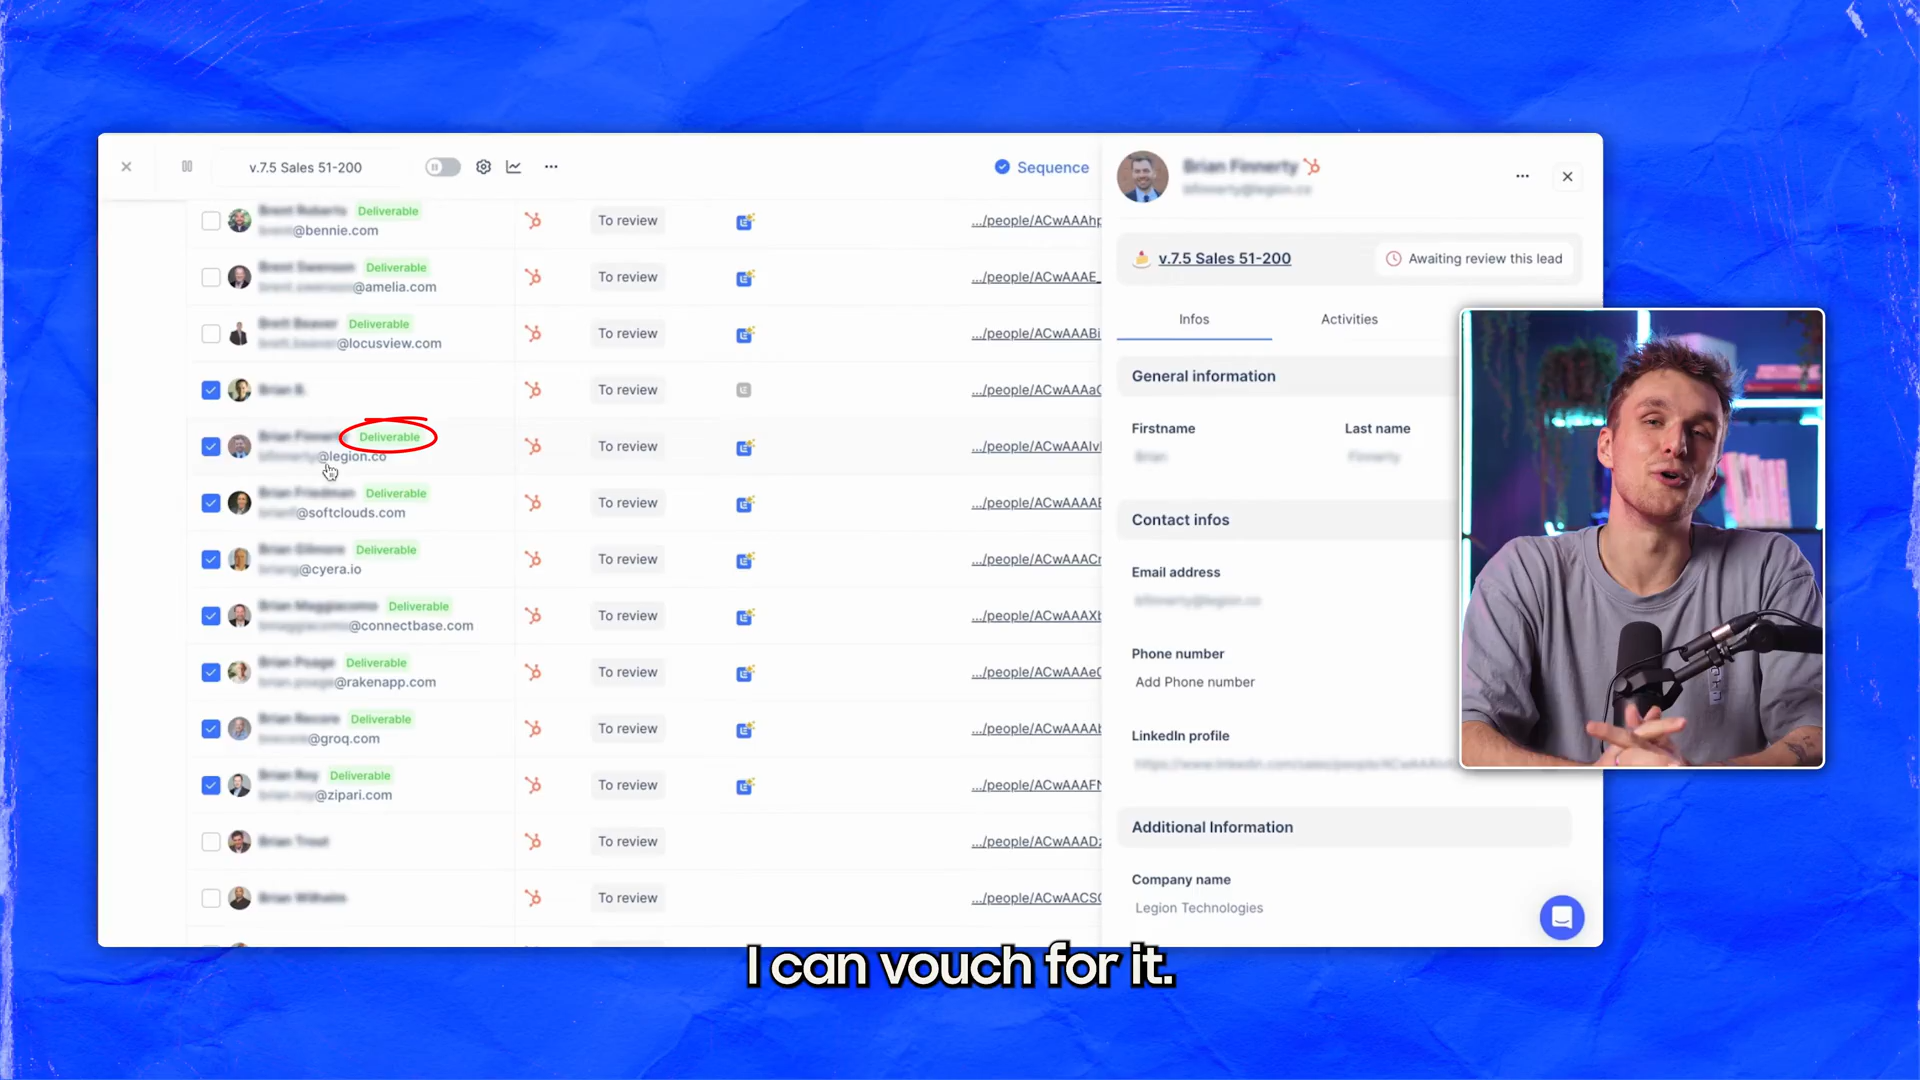 v.7.5 Sales 51-200
Sequence
Deliverable
@bennie.com
To review
.../people/ACwAAAhp
Deliverable
@amelia.com
To review
.../people/ACwAAAE_
Deliverable
@locusview.com
To review
.../people/ACwAAABi
To review
.../people/ACwAAAaC
Deliverable
@legion.co
To review
.../people/ACwAAAIv
Deliverable
@softclouds.com
To review
.../people/ACwAAAAE
Deliverable
@cyera.io
To review
.../people/ACwAAACr
Deliverable
@connectbase.com
To review
.../people/ACwAAAXb
Deliverable
@rakenapp.com
To review
.../people/ACwAAAe0
Deliverable
@groq.com
To review
.../people/ACwAAAAb
Deliverable
@zipari.com
To review
.../people/ACwAAAFN
To review
.../people/ACwAAADz
To review
.../people/ACwAACSC
v.7.5 Sales 51-200
Awaiting review this lead
Infos
Activities
General information
Firstname
Last name
Contact infos
Email address
Phone number
Add Phone number
LinkedIn profile
Additional Information
Company name
Legion Technologies
I can vouch for it.